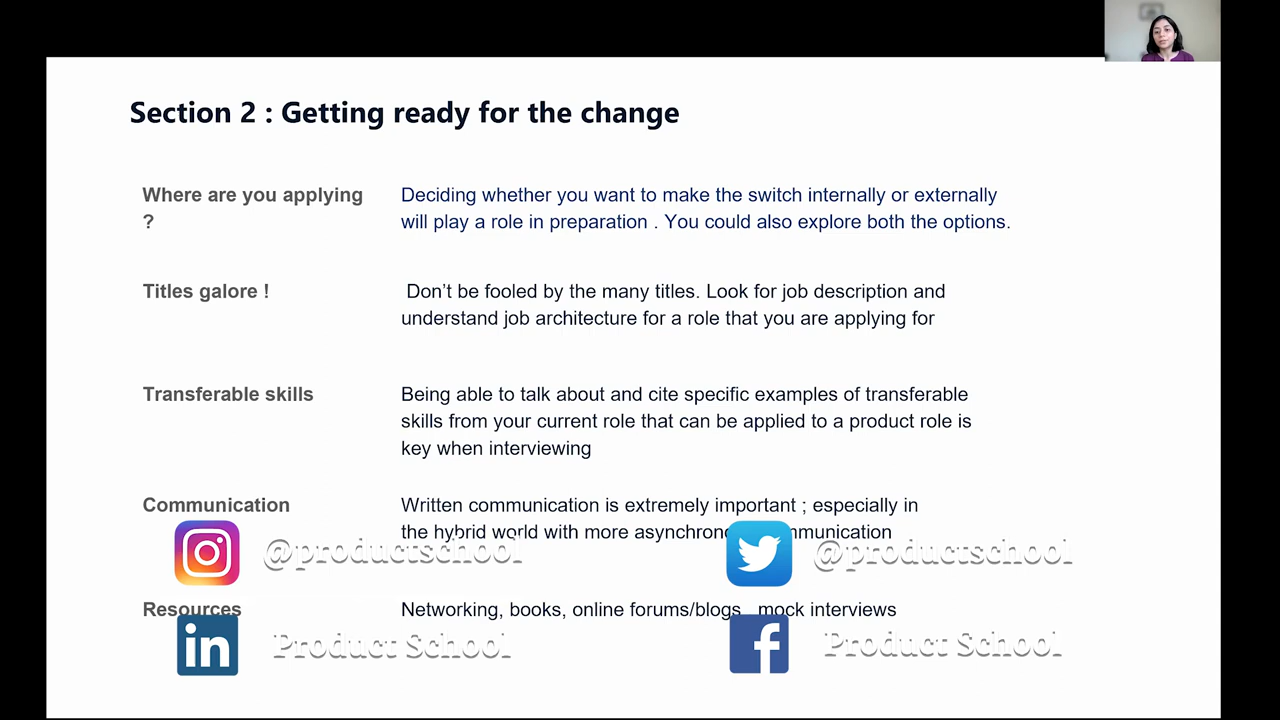 Section 2 : Getting ready for the change
Where are you applying
?
Deciding whether you want to make the switch internally or externally
will play a role in preparation . You could also explore both the options.
Titles galore !
Don’t be fooled by the many titles. Look for job description and
understand job architecture for a role that you are applying for
Transferable skills
Being able to talk about and cite specific examples of transferable
skills from your current role that can be applied to a product role is
key when interviewing
Communication
Written communication is extremely important ; especially in
the hybrid world with more
@productschool
@productschool
Resources
Networking, books, online forums/blogs mock interviews
in
Product School
f
Product School